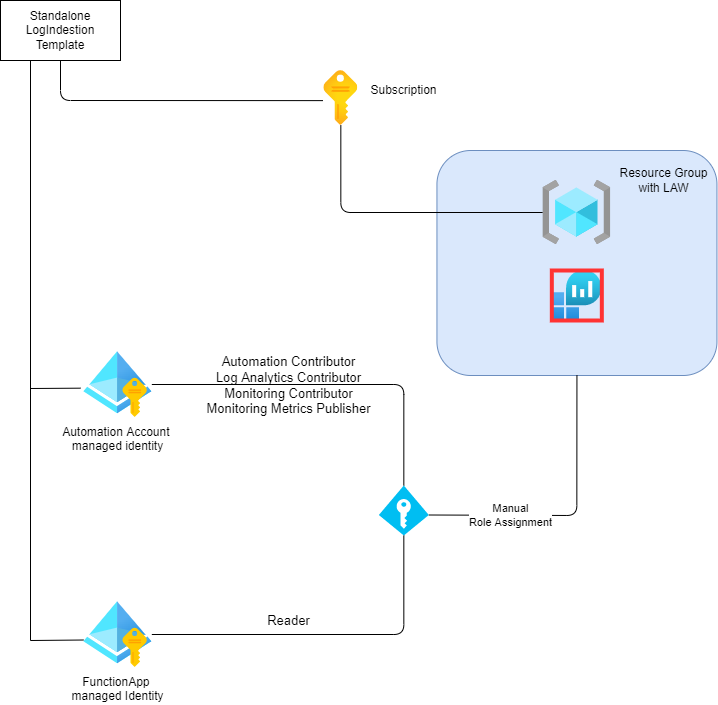 Standalone
LogIndestion
Template
Subscription
Resource Group
with LAW
Automation Contributor
Log Analytics Contributor
Monitoring Contributor
Monitoring Metrics Publisher
Automation Account
managed identity
Manual
Role Assignment
Reader
FunctionApp
managed Identity